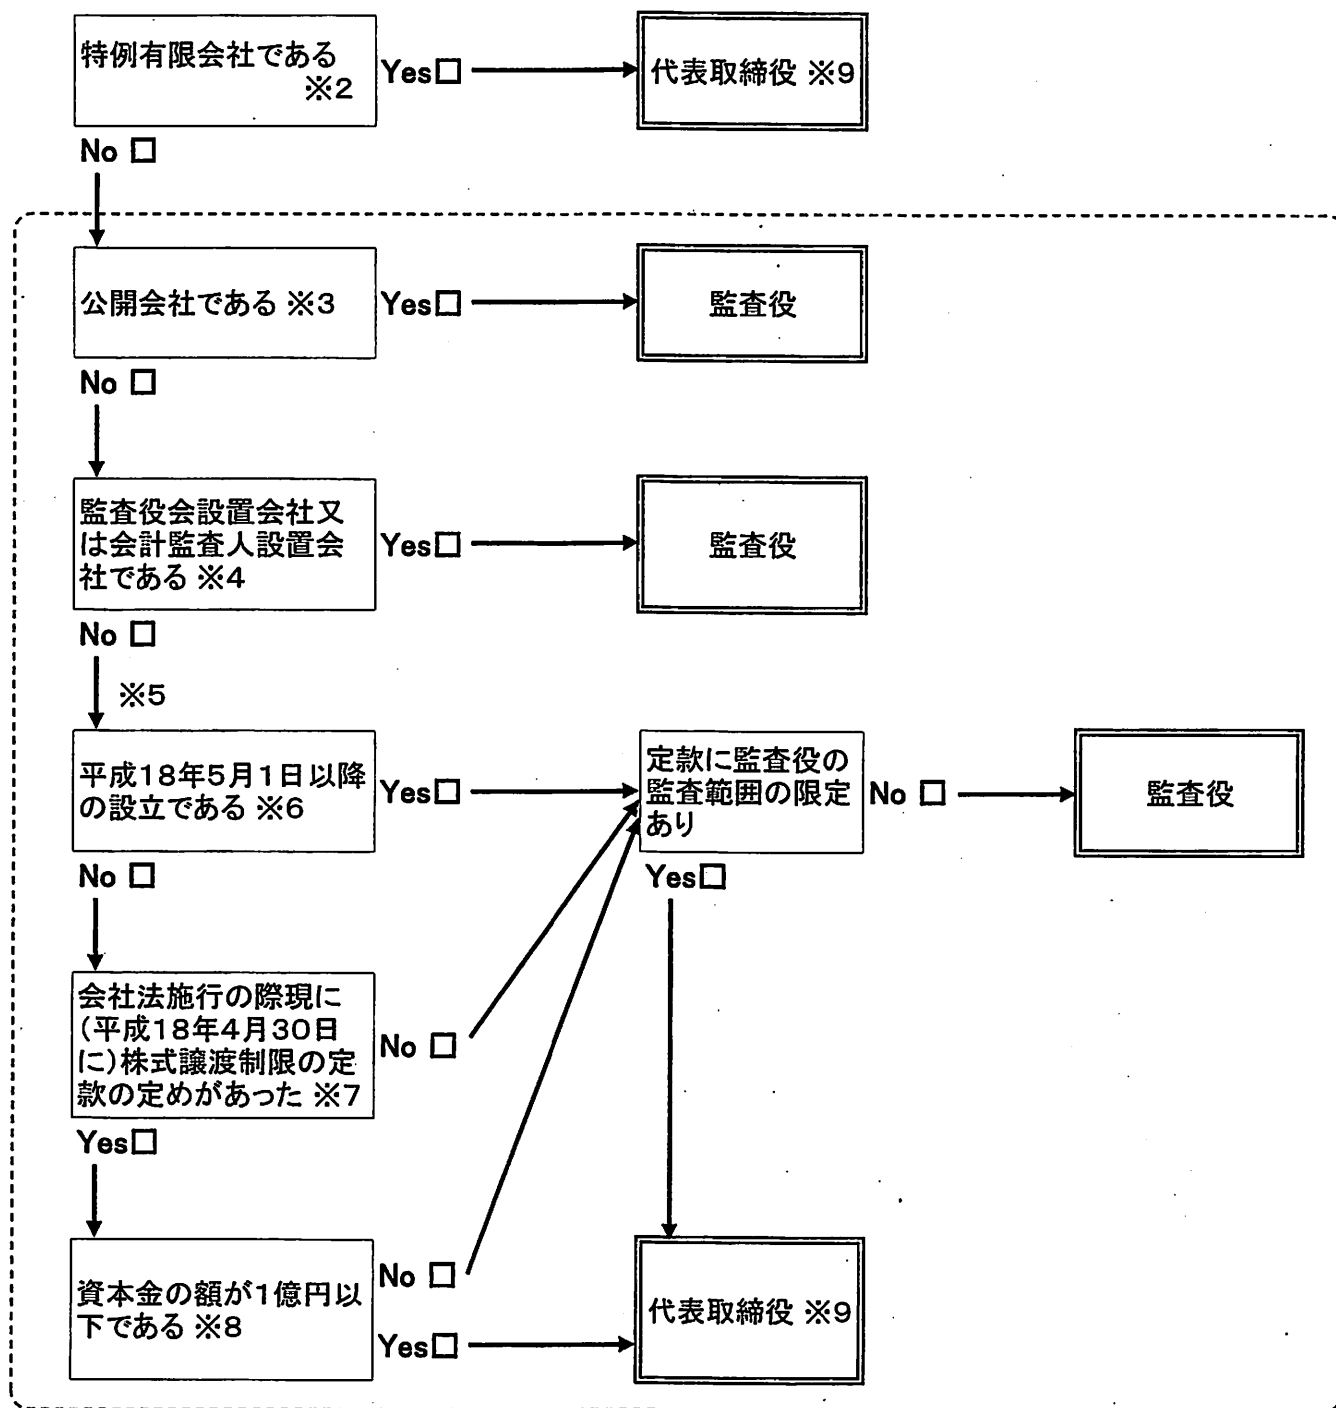 特例有限会社である
※2
Yes□
代表取締役 ※9
No □
公開会社である ※3
Yes□
監査役
No □
監査役会設置会社又
は会計監査人設置会
社である ※4
Yes□
監査役
No □
※5
平成18年5月1日以降
の設立である ※6
Yes□
定款に監査役の
監査範囲の限定
あり
No □
監査役
No □
Yes□
会社法施行の際現に
(平成18年4月30日
に)株式譲渡制限の定
款の定めがあった ※7
No □
Yes□
資本金の額が1億円以
下である ※8
No □
Yes□
代表取締役 ※9